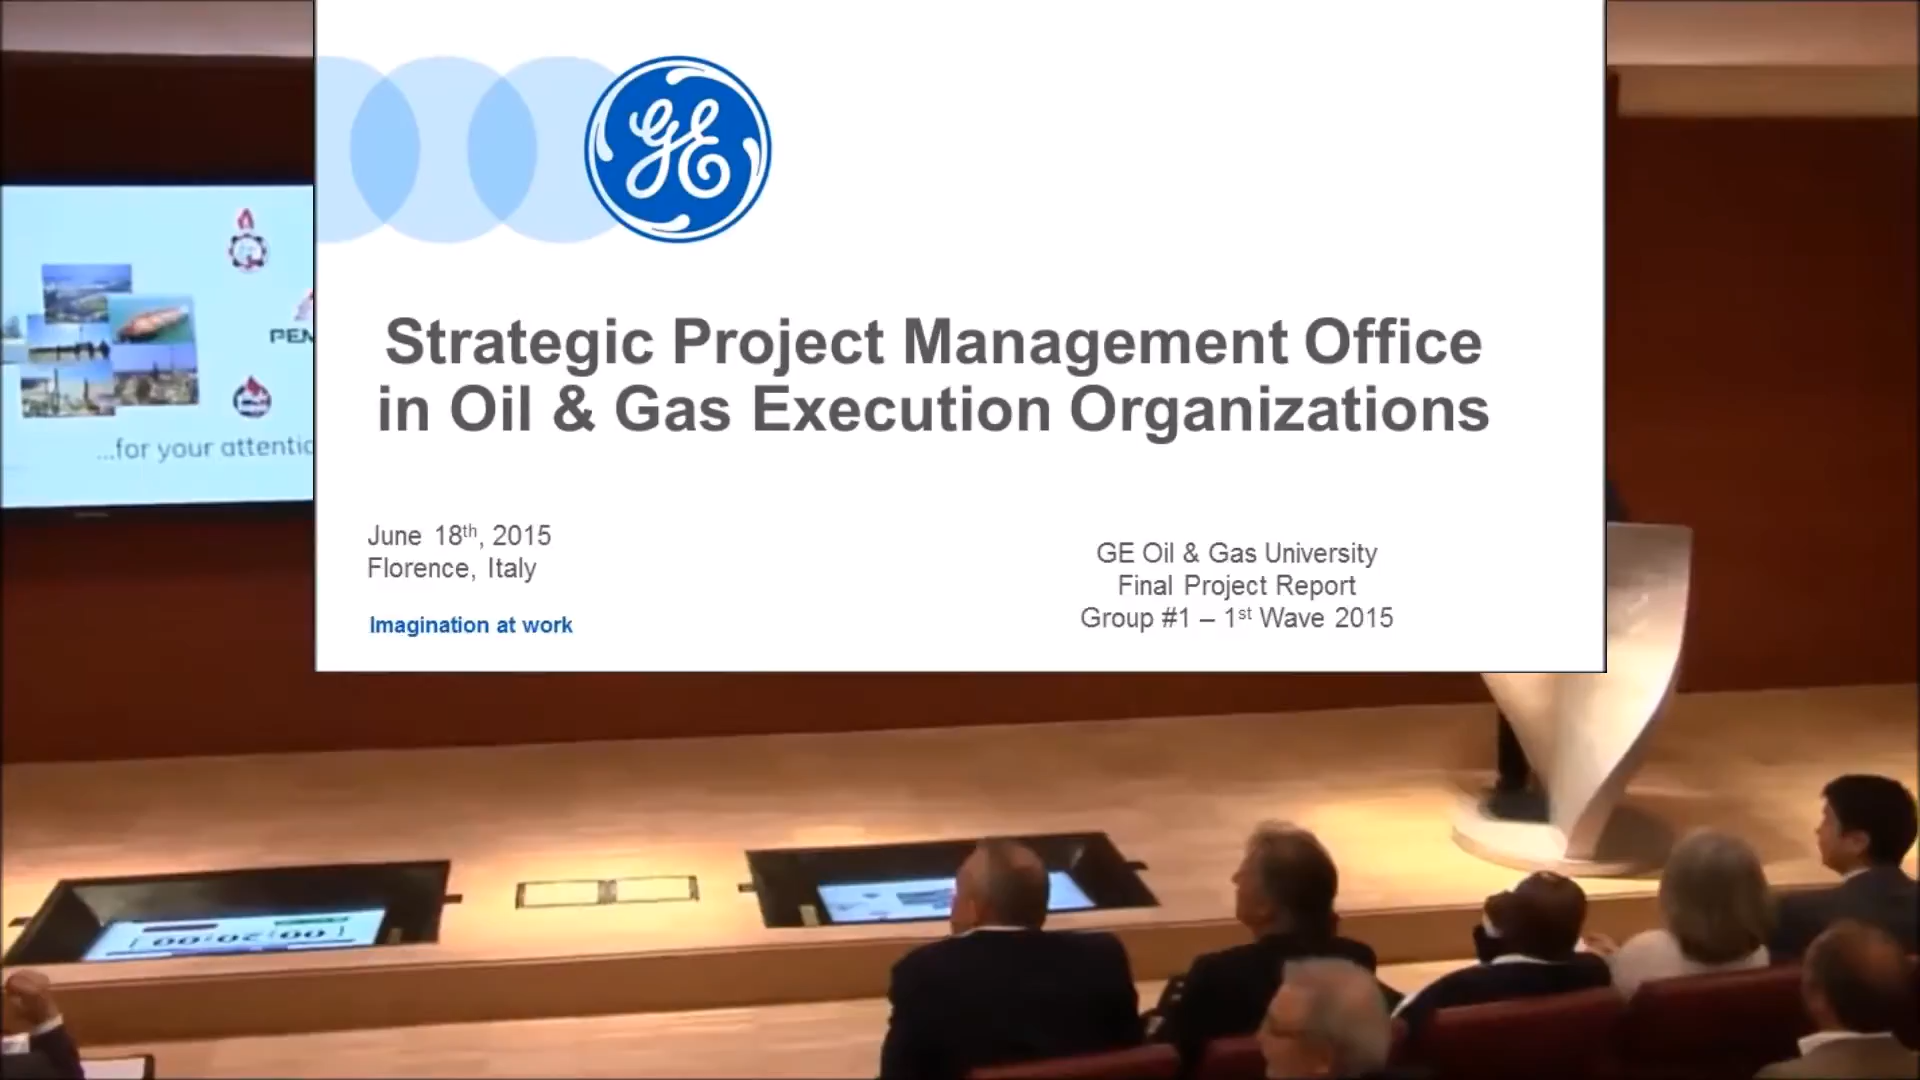 GE
Strategic Project Management Office
in Oil & Gas Execution Organizations
June 18th, 2015
Florence, Italy
Imagination at work
GE Oil & Gas University
Final Project Report
Group #1 – 1st Wave 2015
...for your attentio